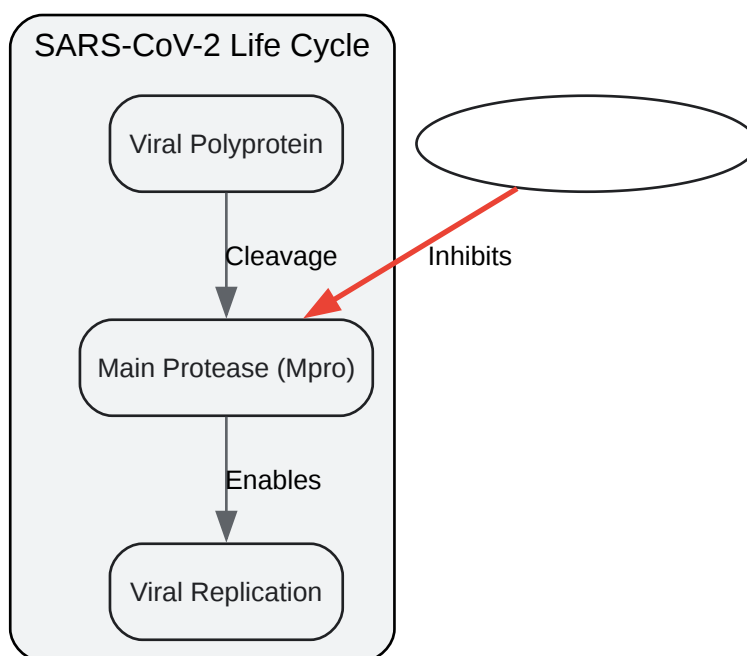 SARS-CoV-2 Life Cycle
Viral Polyprotein
Cleavage
Inhibits
Main Protease (Mpro)
Enables
Viral Replication